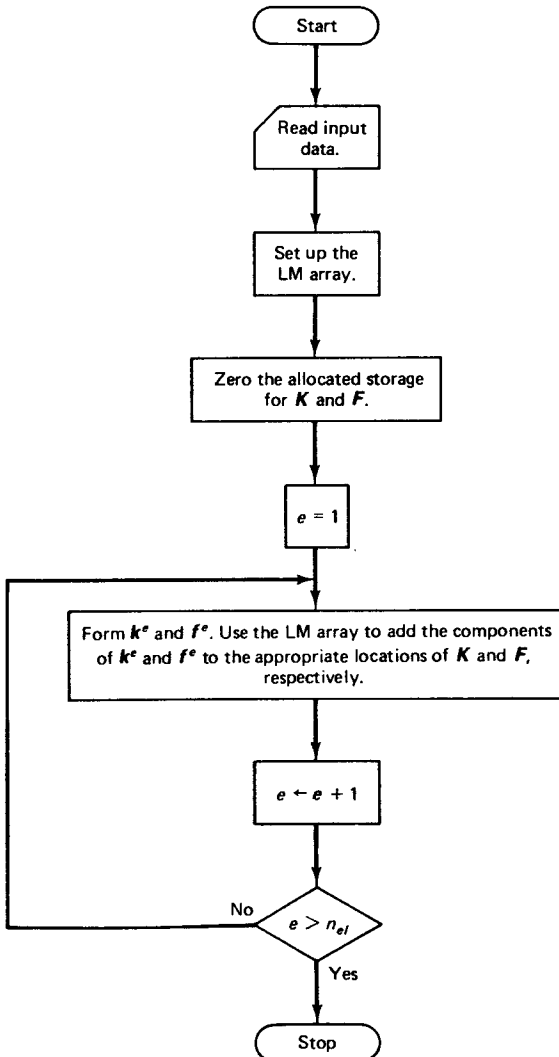 Start
Read input
data.
Set up the
LM array.
Zero the allocated storage
for K and F.
e = 1
Form kᵉ and fᵉ. Use the LM array to add the components
of kᵉ and fᵉ to the appropriate locations of K and F,
respectively.
e ← e + 1
No
e > nₑₗ
Yes
Stop